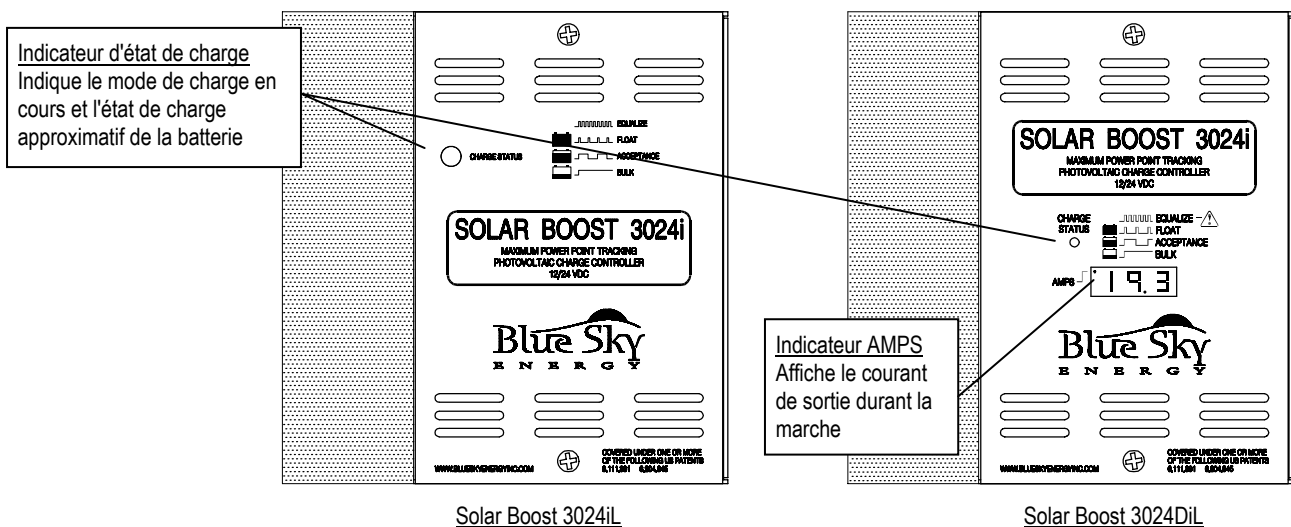 Indicateur d'état de charge
Indique le mode de charge en
cours et l'état de charge
approximatif de la batterie
CHARGE STATUS
EQUALIZE
FLOAT
ACCEPTANCE
BULK
SOLAR BOOST 3024i
MAXIMUM POWER POINT TRACKING
PHOTOVOLTAIC CHARGE CONTROLLER
12/24 VDC
Blue Sky
ENERGY
WWW.BLUESKYENERGYINC.COM
COVERED UNDER ONE OR MORE
OF THE FOLLOWING US PATENTS
6,111,391 6,204,645
Solar Boost 3024iL
SOLAR BOOST 3024i
MAXIMUM POWER POINT TRACKING
PHOTOVOLTAIC CHARGE CONTROLLER
12/24 VDC
CHARGE
STATUS
EQUALIZE
FLOAT
ACCEPTANCE
BULK
AMPS
19.3
Indicateur AMPS
Affiche le courant
de sortie durant la
marche
Blue Sky
ENERGY
WWW.BLUESKYENERGYINC.COM
COVERED UNDER ONE OR MORE
OF THE FOLLOWING US PATENTS
6,111,391 6,204,645
Solar Boost 3024DiL